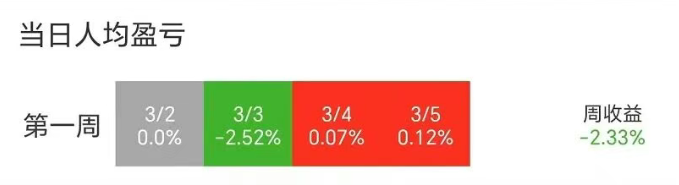 当日人均盈亏
第一周
3/2 3/3 3/4 3/5 周收益
0.0% -2.52% 0.07% 0.12% -2.33%